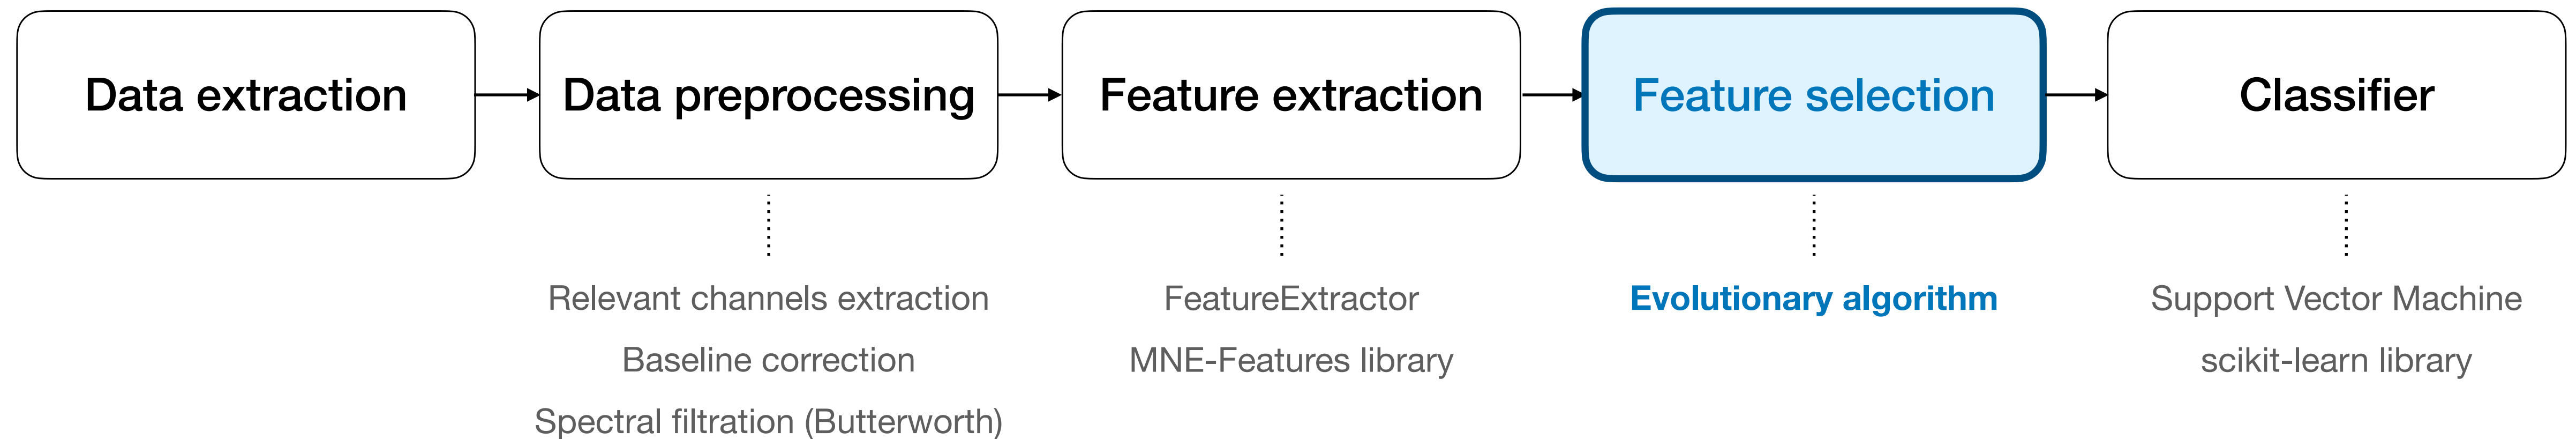 Data extraction
Data preprocessing
Feature extraction
Feature selection
Classifier
Relevant channels extraction
Baseline correction
Spectral filtration (Butterworth)
FeatureExtractor
MNE-Features library
Evolutionary algorithm
Support Vector Machine
scikit-learn library